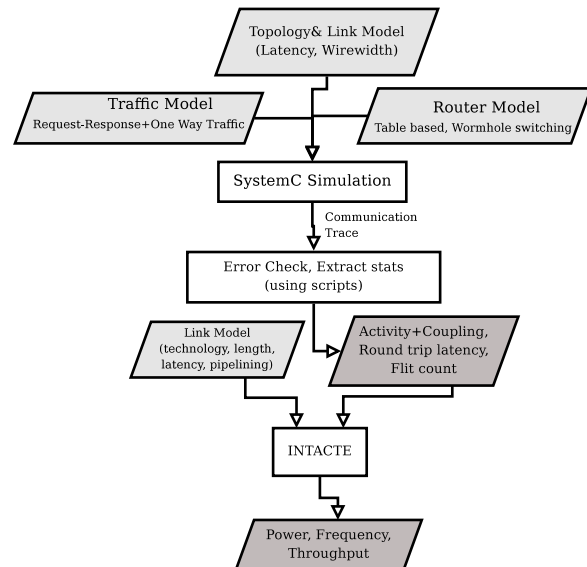 Topology& Link Model
(Latency, Wirewidth)
Traffic Model
Request-Response+One Way Traffic
Router Model
Table based, Wormhole switching
SystemC Simulation
Communication
Trace
Error Check, Extract stats
(using scripts)
Link Model
(technology, length,
latency, pipelining)
Activity+Coupling,
Round trip latency,
Flit count
INTACTE
Power, Frequency,
Throughput